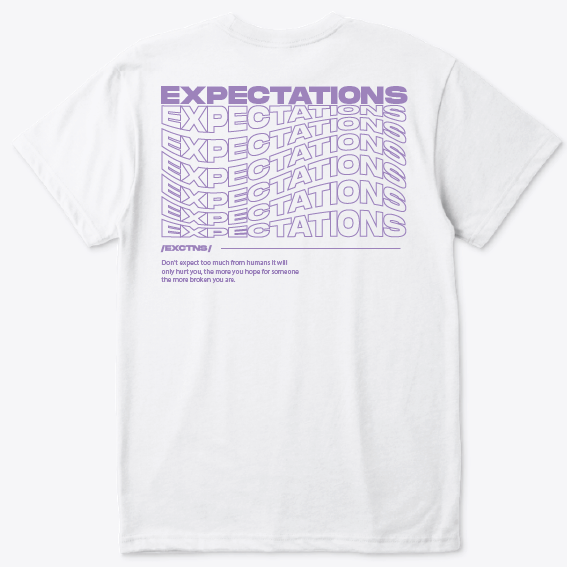 EXPECTATIONS
EXPECTATIONS
EXPECTATIONS
EXPECTATIONS
EXPECTATIONS
EXPECTATIONS
EXPECTATIONS
/EXCTNS/
Don't expect too much from humans it will
only hurt you, the more you hope for someone
the more broken you are.